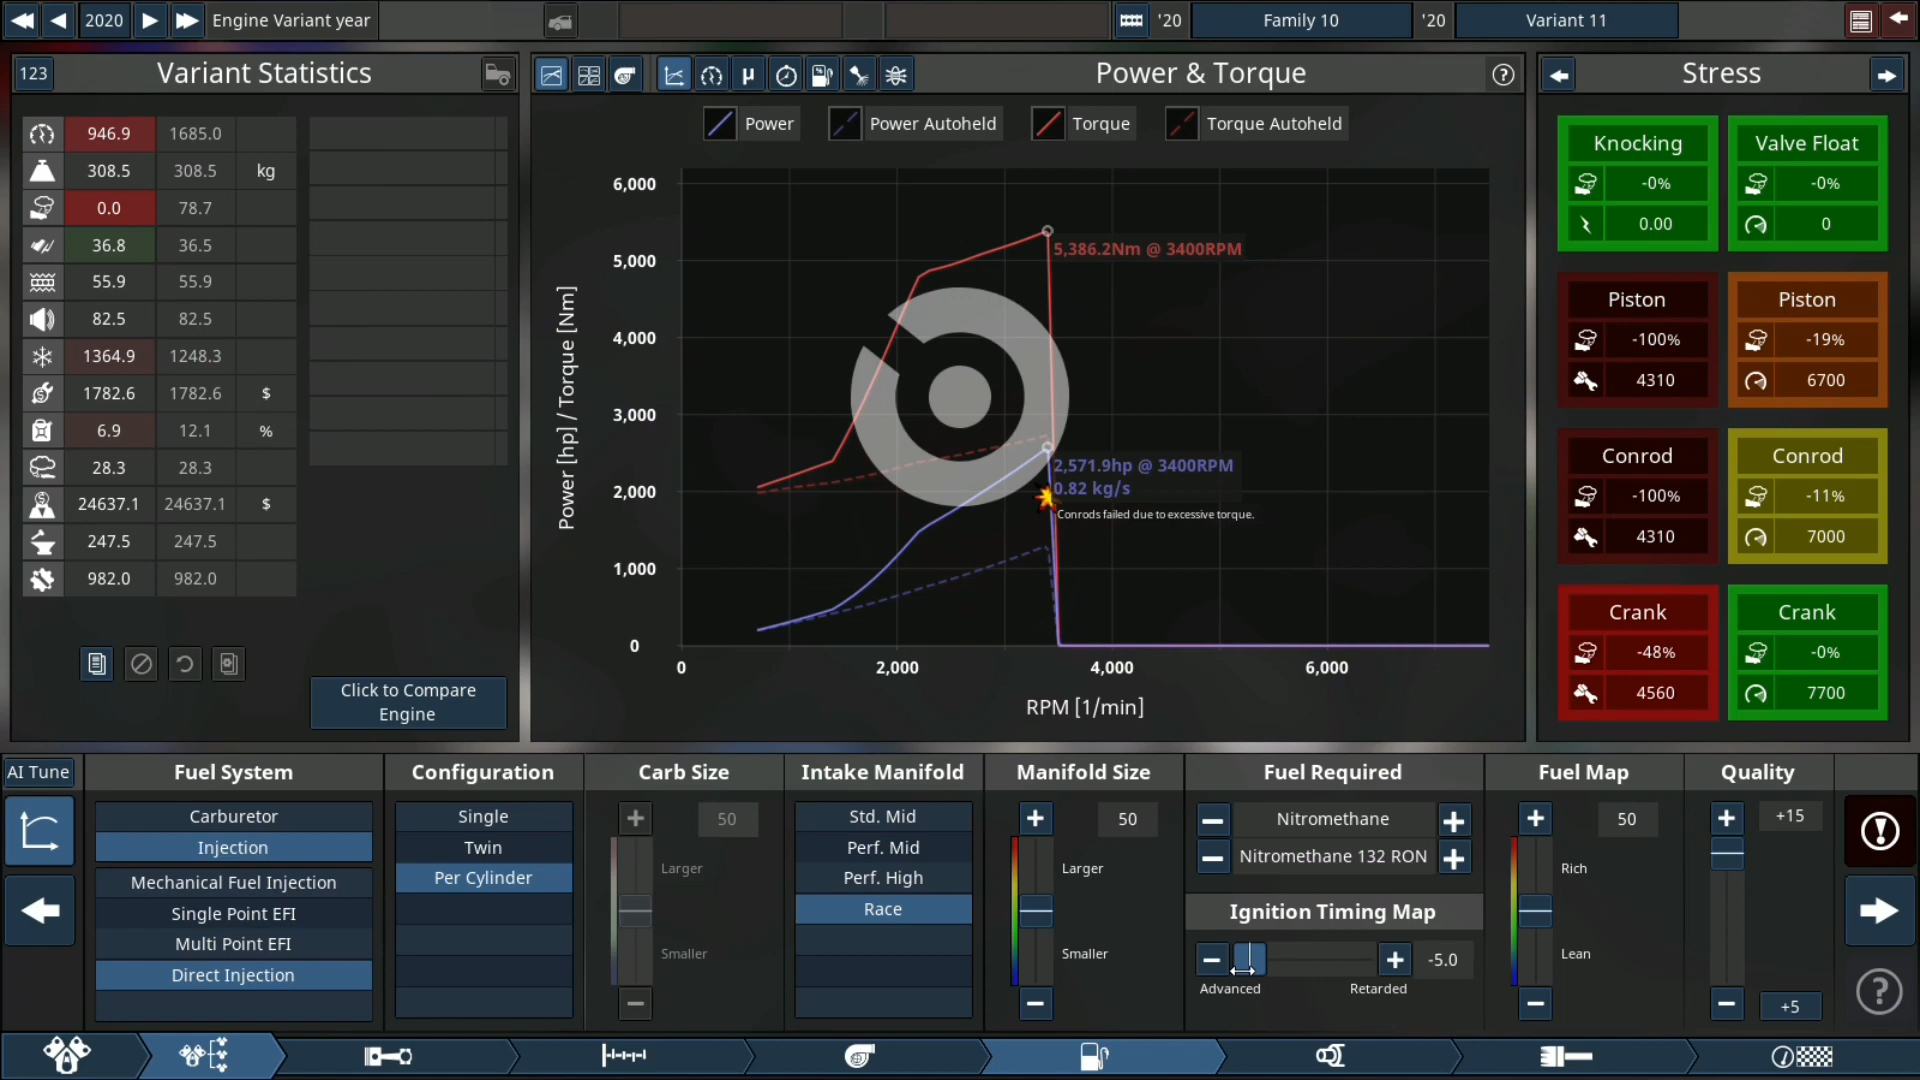 2020
Engine Variant year
'20
Family 10
'20
Variant 11
123
Variant Statistics
946.9 1685.0
308.5 308.5 kg
0.0 78.7
36.8 36.5
55.9 55.9
82.5 82.5
1364.9 1248.3
1782.6 1782.6 $
6.9 12.1 %
28.3 28.3
24637.1 24637.1 $
247.5 247.5
982.0 982.0
Click to Compare
Engine
μ
Power & Torque
?
Power
Power Autoheld
Torque
Torque Autoheld
Power [hp] / Torque [Nm]
6,000
5,000
4,000
3,000
2,000
1,000
0
5,386.2Nm @ 3400RPM
2,571.9hp @ 3400RPM
0.82 kg/s
Conrods failed due to excessive torque.
0 2,000 4,000 6,000
RPM [1/min]
Stress
Knocking
-0%
0.00
Valve Float
-0%
0
Piston
-100%
4310
Piston
-19%
6700
Conrod
-100%
4310
Conrod
-11%
7000
Crank
-48%
4560
Crank
-0%
7700
AI Tune
Fuel System
Carburetor
Injection
Mechanical Fuel Injection
Single Point EFI
Multi Point EFI
Direct Injection
Configuration
Single
Twin
Per Cylinder
Carb Size
50
Larger
Smaller
Intake Manifold
Std. Mid
Perf. Mid
Perf. High
Race
Manifold Size
50
Larger
Smaller
Fuel Required
Nitromethane
Nitromethane 132 RON
Ignition Timing Map
-5.0
Advanced
Retarded
Fuel Map
50
Rich
Lean
Quality
+15
+5
?